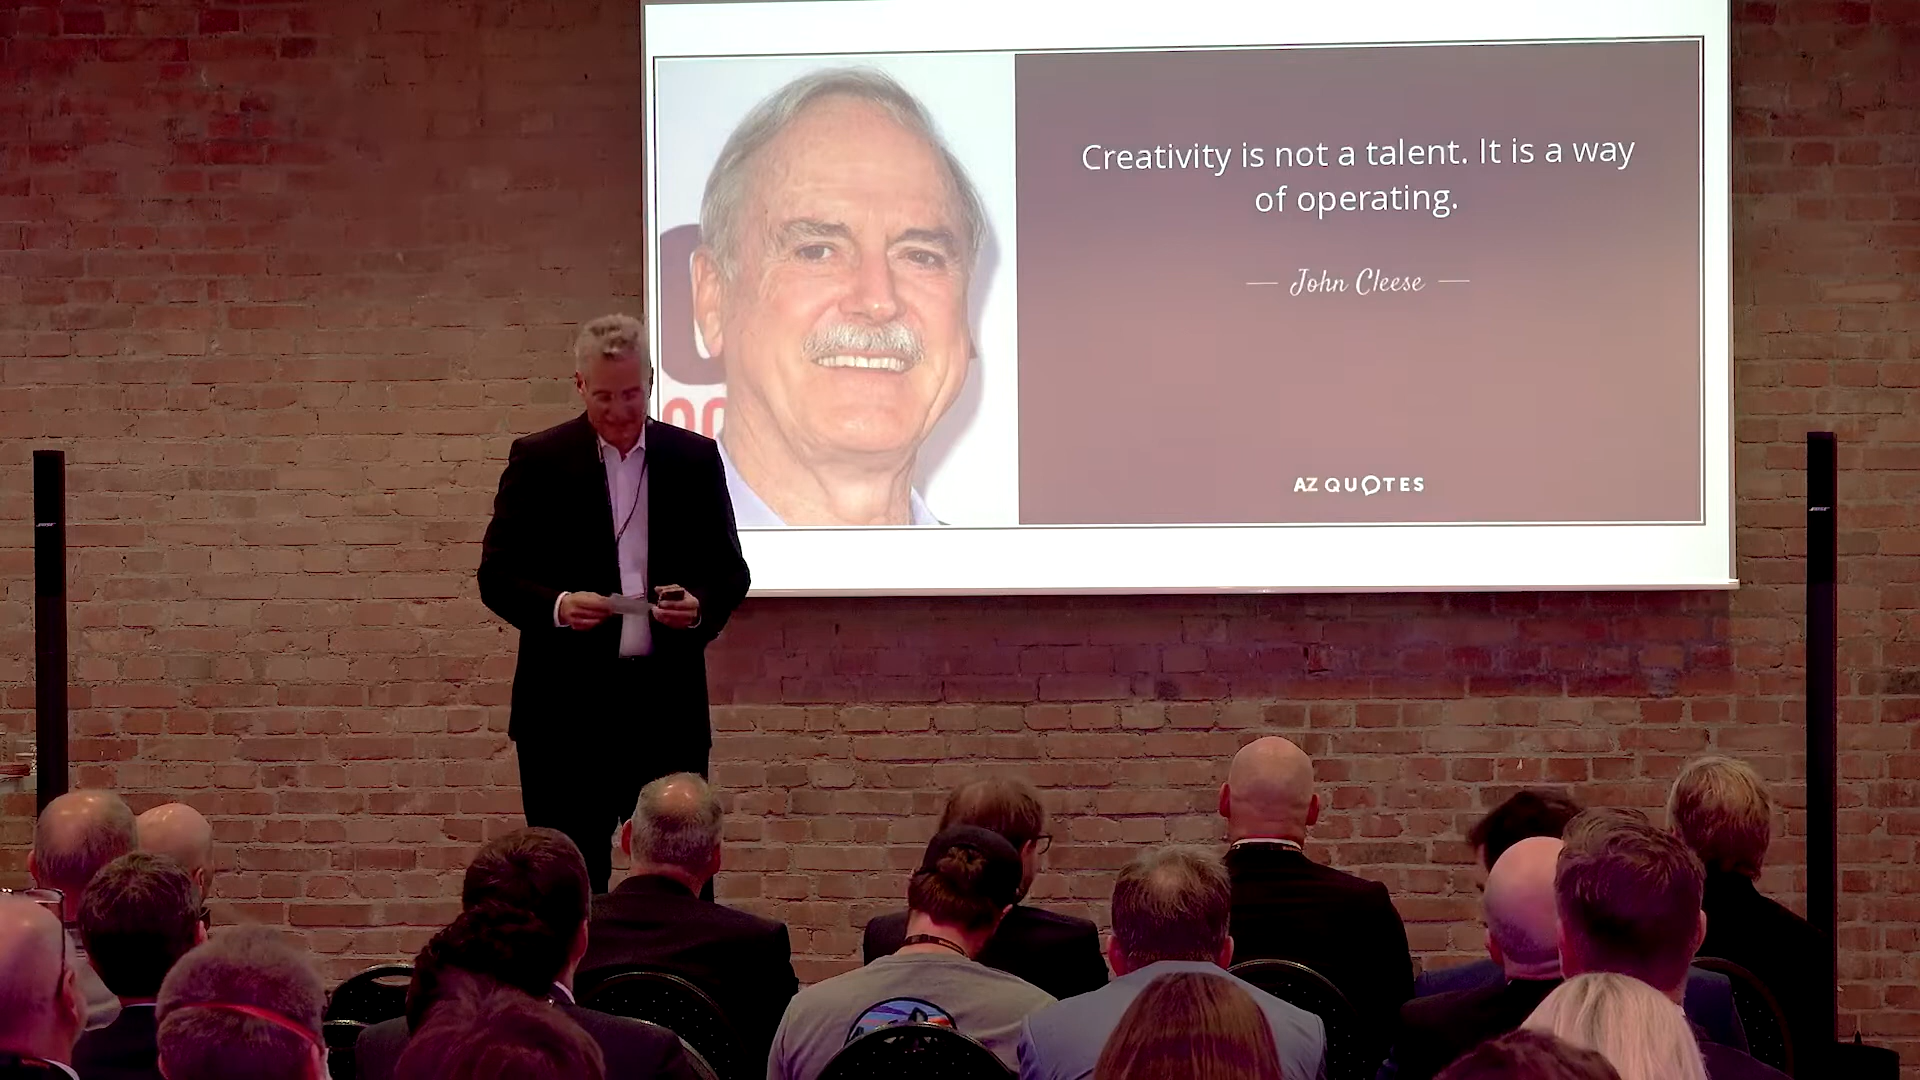 Creativity is not a talent. It is a way
of operating.
— John Cleese —
AZ QUOTES